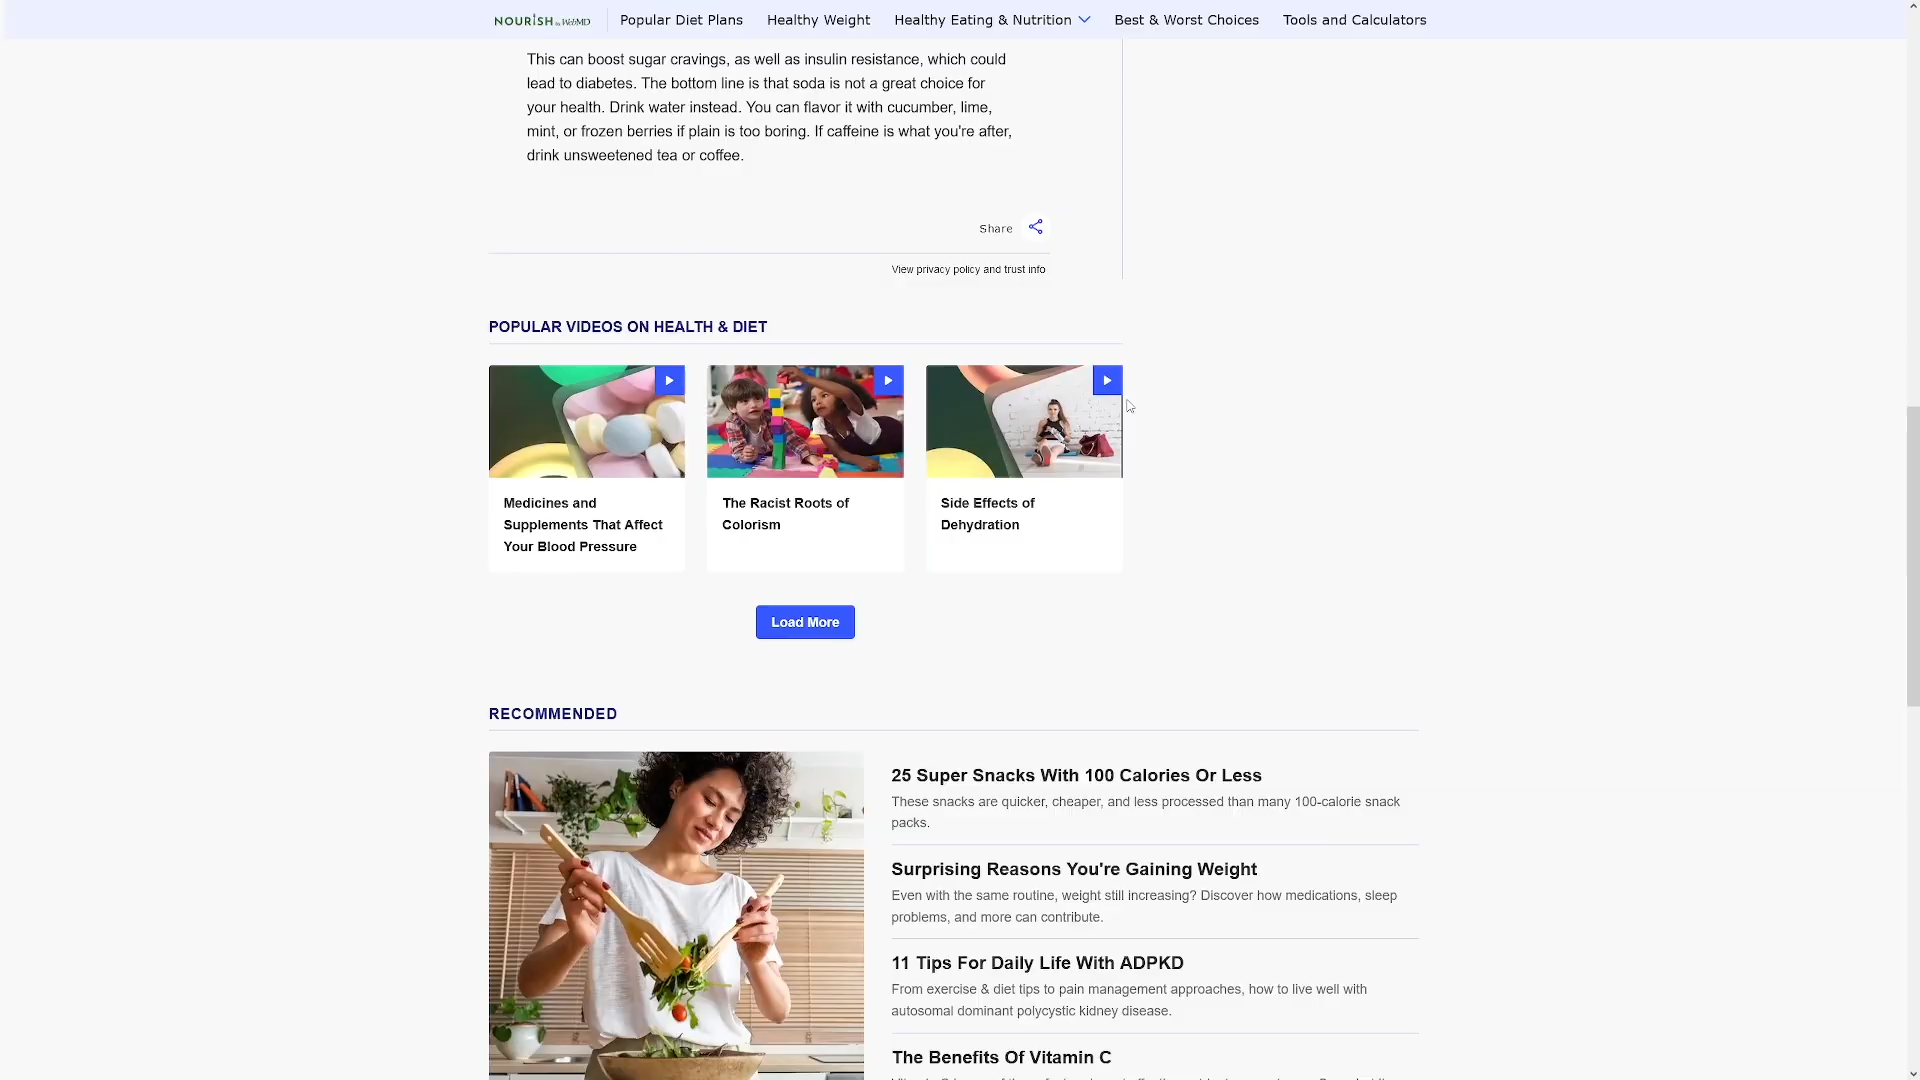 NOURISH by WebMD
Popular Diet Plans
Healthy Weight
Healthy Eating & Nutrition
Best & Worst Choices
Tools and Calculators
This can boost sugar cravings, as well as insulin resistance, which could
lead to diabetes. The bottom line is that soda is not a great choice for
your health. Drink water instead. You can flavor it with cucumber, lime,
mint, or frozen berries if plain is too boring. If caffeine is what you're after,
drink unsweetened tea or coffee.
Share
View privacy policy and trust info
POPULAR VIDEOS ON HEALTH & DIET
Medicines and
Supplements That Affect
Your Blood Pressure
The Racist Roots of
Colorism
Side Effects of
Dehydration
Load More
RECOMMENDED
25 Super Snacks With 100 Calories Or Less
These snacks are quicker, cheaper, and less processed than many 100-calorie snack
packs.
Surprising Reasons You're Gaining Weight
Even with the same routine, weight still increasing? Discover how medications, sleep
problems, and more can contribute.
11 Tips For Daily Life With ADPKD
From exercise & diet tips to pain management approaches, how to live well with
autosomal dominant polycystic kidney disease.
The Benefits Of Vitamin C